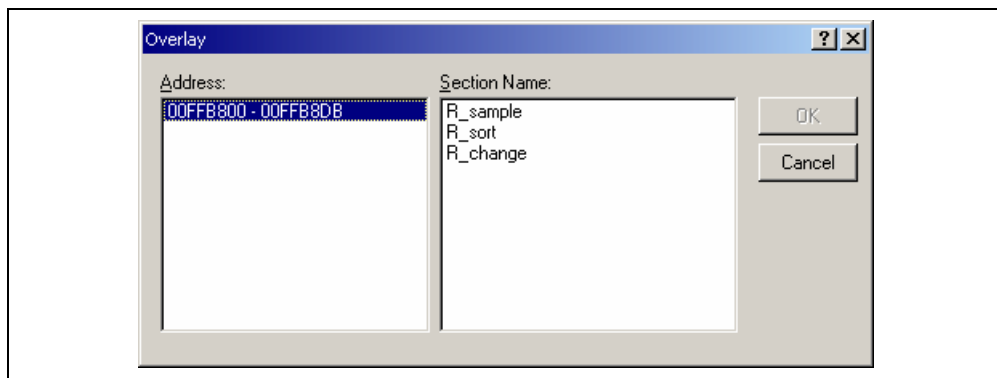 Overlay
Address:
Section Name:
00FFB800 - 00FFB8DB
R_sample
R_sort
R_change
OK
Cancel